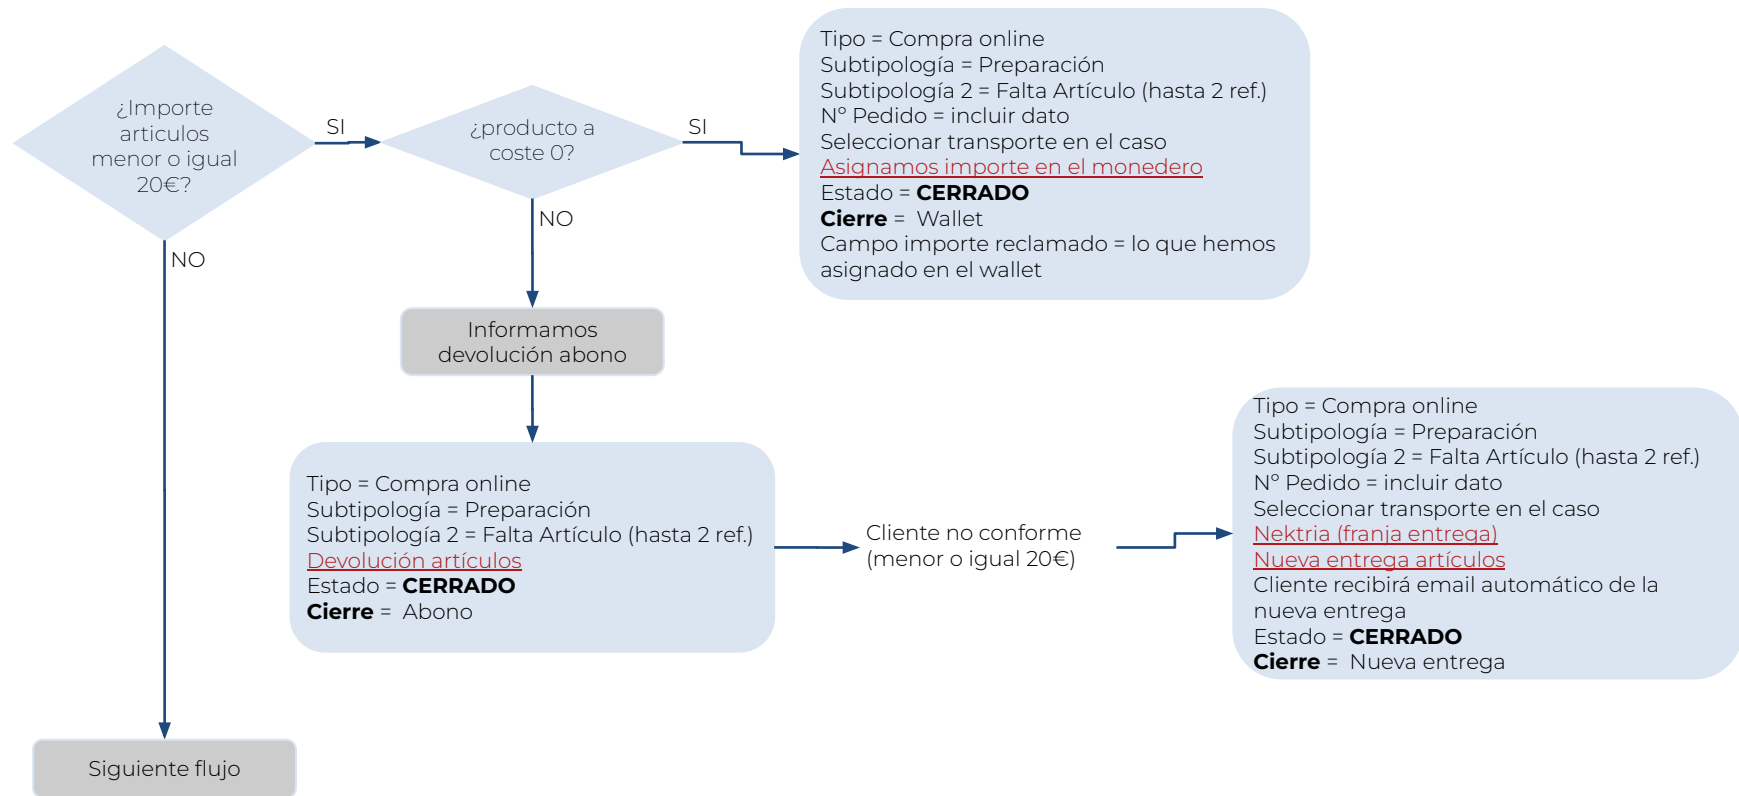 ¿Importe
articulos
menor o igual
20€?
SI
¿producto a
coste 0?
SI
Tipo = Compra online
Subtipología = Preparación
Subtipología 2 = Falta Artículo (hasta 2 ref.)
Nº Pedido = incluir dato
Seleccionar transporte en el caso
Asignamos importe en el monedero
Estado = CERRADO
Cierre = Wallet
Campo importe reclamado = lo que hemos
asignado en el wallet
NO
NO
Informamos
devolución abono
Tipo = Compra online
Subtipología = Preparación
Subtipología 2 = Falta Artículo (hasta 2 ref.)
Devolución artículos
Estado = CERRADO
Cierre = Abono
Cliente no conforme
(menor o igual 20€)
Tipo = Compra online
Subtipología = Preparación
Subtipología 2 = Falta Artículo (hasta 2 ref.)
Nº Pedido = incluir dato
Seleccionar transporte en el caso
Nektria (franja entrega)
Nueva entrega artículos
Cliente recibirá email automático de la
nueva entrega
Estado = CERRADO
Cierre = Nueva entrega
Siguiente flujo